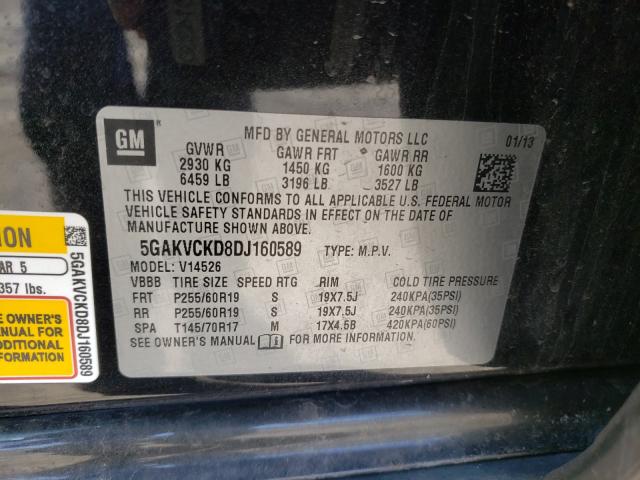 GM
MFD BY GENERAL MOTORS LLC
01/13
GVWR GAWR FRT GAWR RR
2930 KG 1450 KG 1600 KG
6459 LB 3196 LB 3527 LB
THIS VEHICLE CONFORMS TO ALL APPLICABLE U.S. FEDERAL MOTOR
VEHICLE SAFETY STANDARDS IN EFFECT ON THE DATE OF
MANUFACTURE SHOWN ABOVE.
5GAKVCKD8DJ160589 TYPE: M.P.V.
MODEL: V14526
VBBB TIRE SIZE SPEED RTG RIM COLD TIRE PRESSURE
FRT P255/60R19 S 19X7.5J 240KPA(35PSI)
RR P255/60R19 S 19X7.5J 240KPA(35PSI)
SPA T145/70R17 M 17X4.5B 420KPA(60PSI)
SEE OWNER'S MANUAL FOR MORE INFORMATION.
ION
AR 5
357 lbs.
E OWNER'S
ANUAL FOR
DDITIONAL
ORMATION
5GAKVCKD8DJ160589